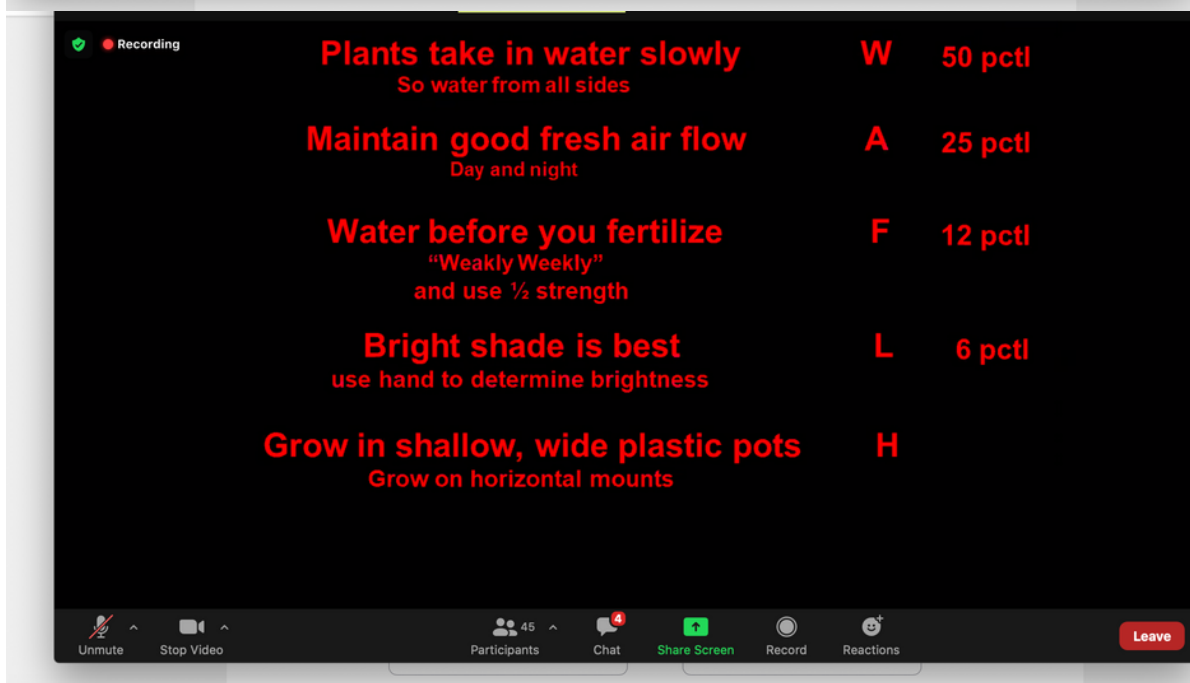 Recording
Plants take in water slowly W 50 pctl
So water from all sides
Maintain good fresh air flow A 25 pctl
Day and night
Water before you fertilize F 12 pctl
“Weakly Weekly”
and use ½ strength
Bright shade is best L 6 pctl
use hand to determine brightness
Grow in shallow, wide plastic pots H
Grow on horizontal mounts
45 4
Unmute Stop Video Participants Chat Share Screen Record Reactions Leave